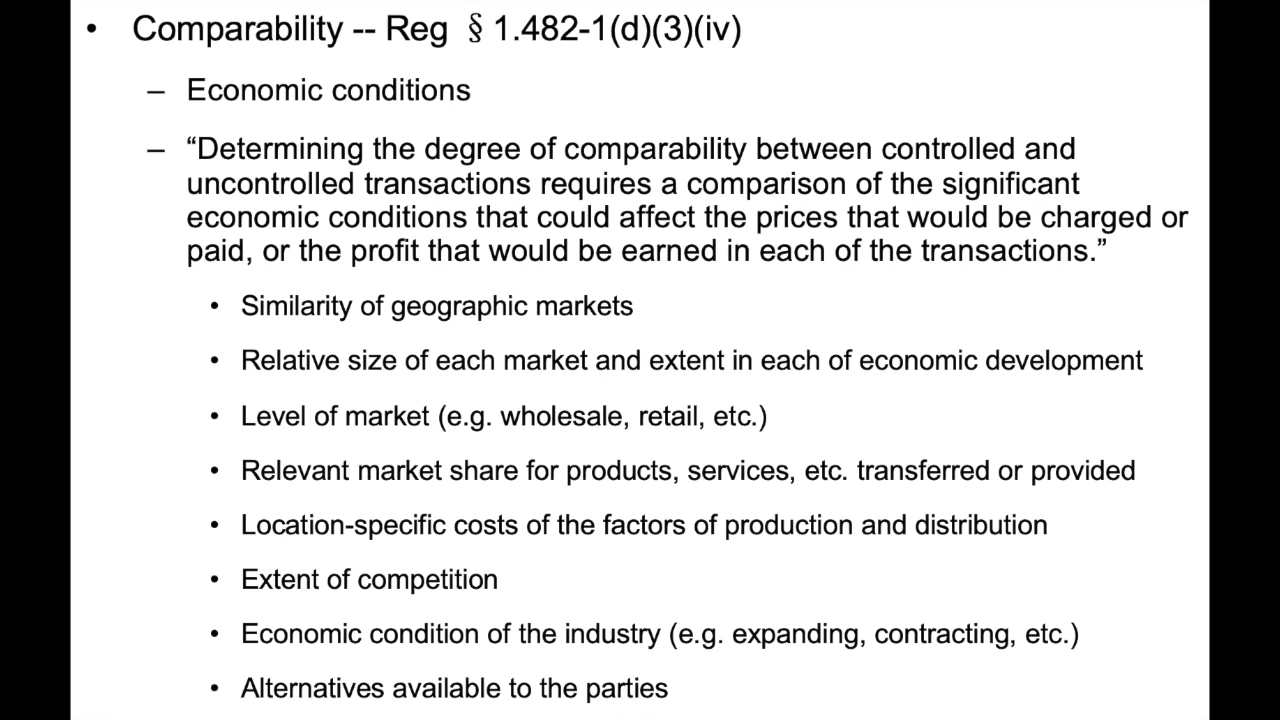 • Comparability -- Reg § 1.482-1(d)(3)(iv)
– Economic conditions
– “Determining the degree of comparability between controlled and
uncontrolled transactions requires a comparison of the significant
economic conditions that could affect the prices that would be charged or
paid, or the profit that would be earned in each of the transactions.”
• Similarity of geographic markets
• Relative size of each market and extent in each of economic development
• Level of market (e.g. wholesale, retail, etc.)
• Relevant market share for products, services, etc. transferred or provided
• Location-specific costs of the factors of production and distribution
• Extent of competition
• Economic condition of the industry (e.g. expanding, contracting, etc.)
• Alternatives available to the parties